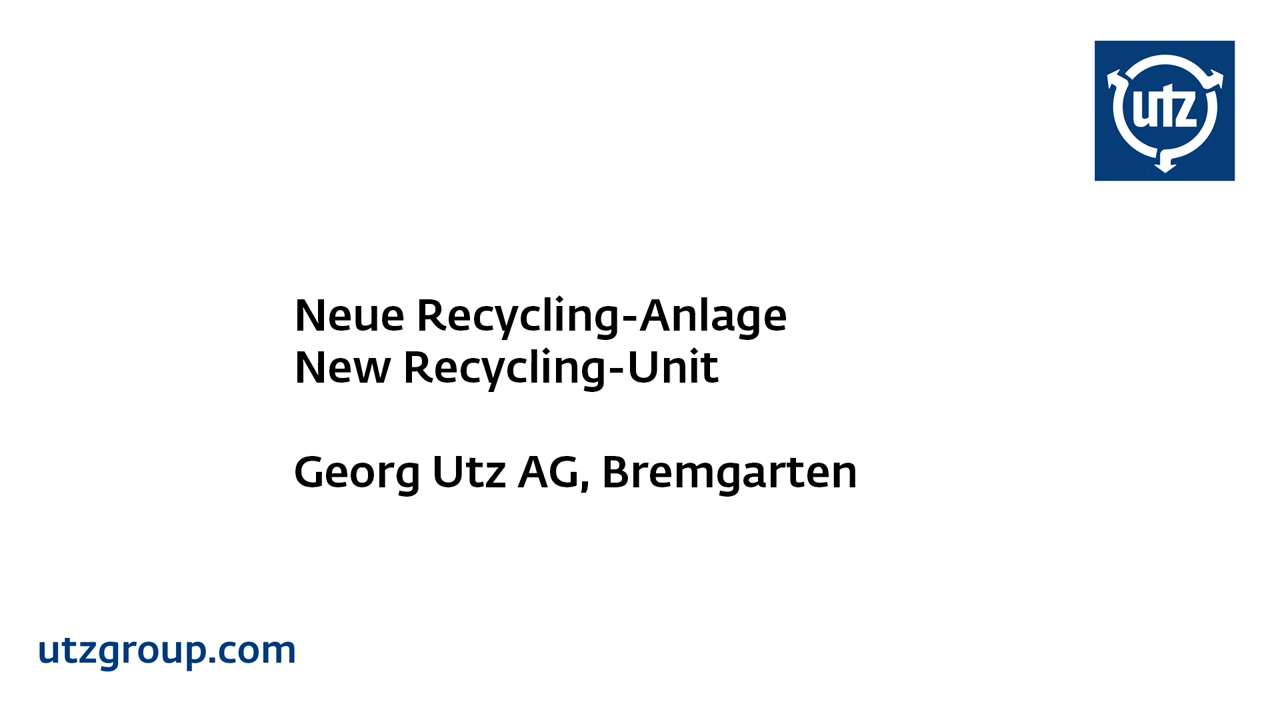 utz
Neue Recycling-Anlage
New Recycling-Unit
Georg Utz AG, Bremgarten
utzgroup.com